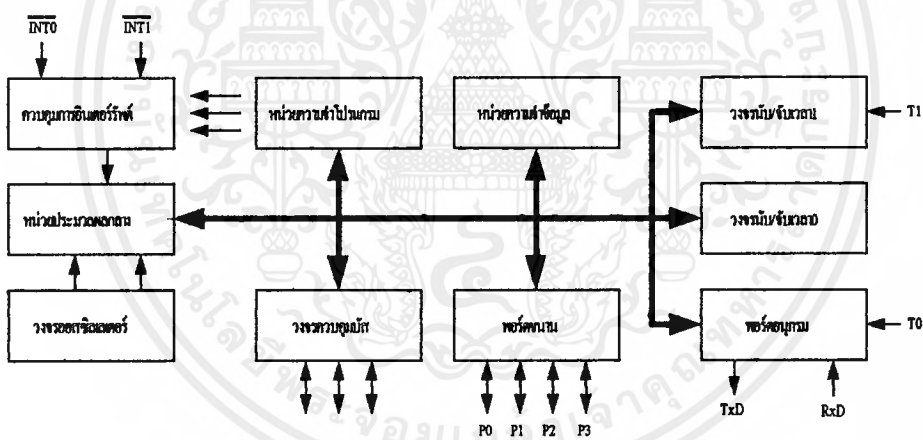 INT0 INT1
ควบคุมการอินเตอร์รัพต์
หน่วยความจำโปรแกรม
หน่วยความจำข้อมูล
วงจรนับ/จับเวลา1
T1
หน่วยประมวลผลกลาง
วงจรนับ/จับเวลา0
วงจรออสซิลเลเตอร์
วงจรควบคุมบัส
พอร์ตขนาน
พอร์ตอนุกรม
T0
P0 P1 P2 P3
TxD RxD